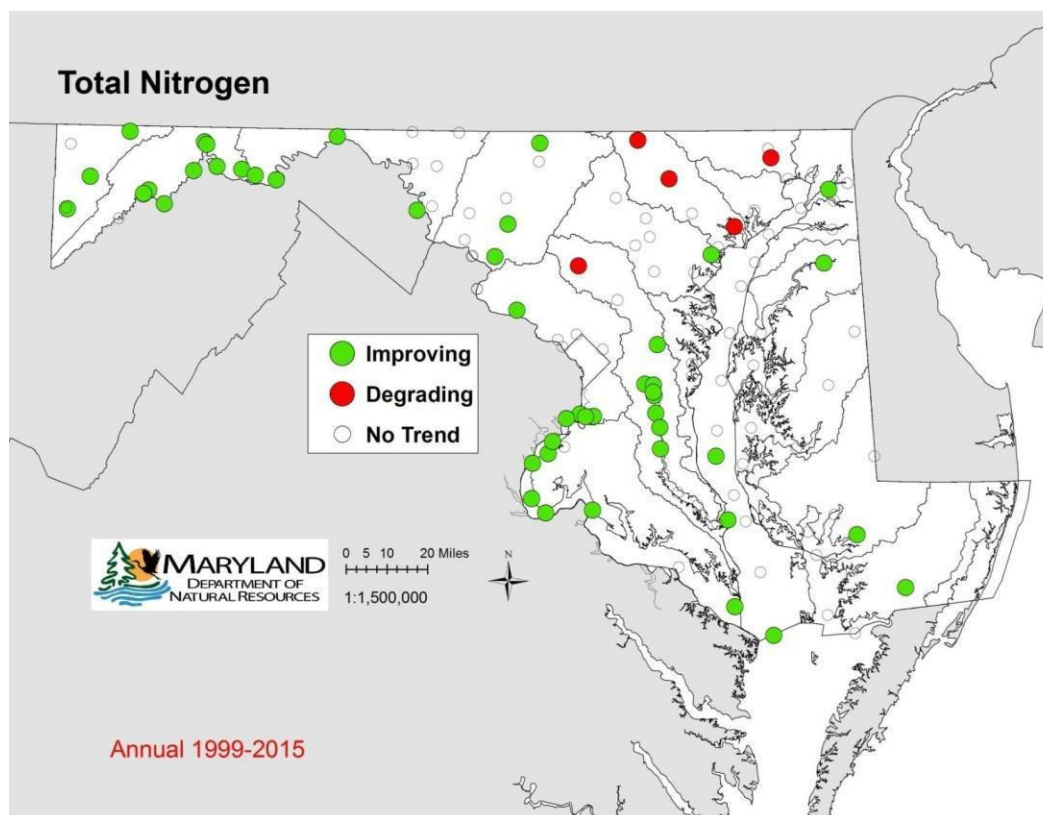 Total Nitrogen
Improving
Degrading
No Trend
MARYLAND
DEPARTMENT OF
NATURAL RESOURCES
0 5 10 20 Miles
1:1,500,000
N
Annual 1999-2015